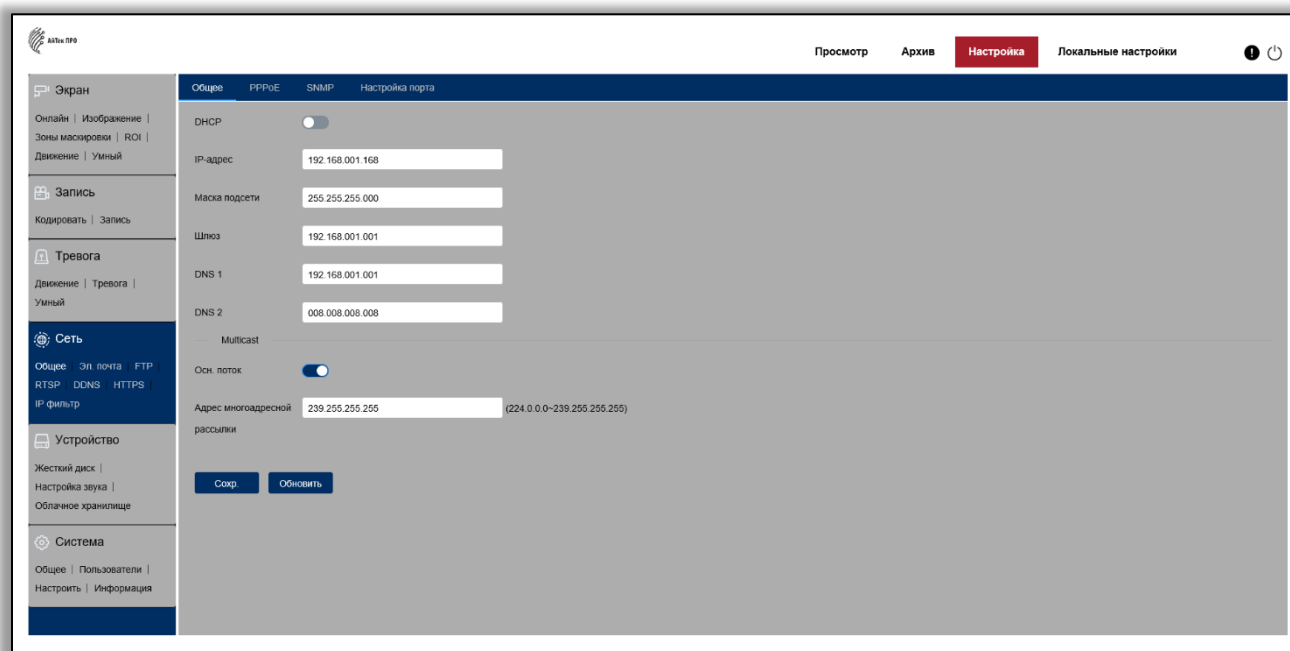 АйТек ПРО
Просмотр Архив Настройка Локальные настройки
Экран
Онлайн | Изображение |
Зоны маскировки | ROI |
Движение | Умный
Запись
Кодировать | Запись
Тревога
Движение | Тревога |
Умный
Сеть
Общее | Эл. почта | FTP |
RTSP | DDNS | HTTPS |
IP фильтр
Устройство
Жесткий диск |
Настройка звука |
Облачное хранилище
Система
Общее | Пользователи |
Настроить | Информация
Общее PPPoE SNMP Настройка порта
DHCP
IP-адрес 192.168.001.168
Маска подсети 255.255.255.000
Шлюз 192.168.001.001
DNS 1 192.168.001.001
DNS 2 008.008.008.008
Multicast
Осн. поток
Адрес многоадресной 239.255.255.255 (224.0.0.0~239.255.255.255)
рассылки
Сохр. Обновить